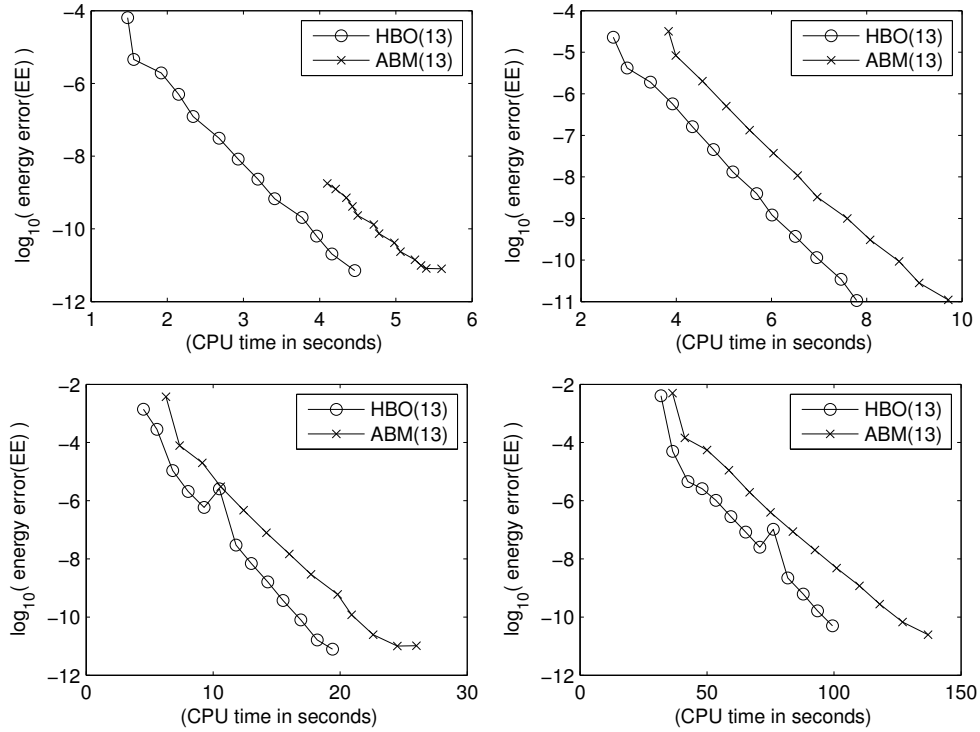 −4
−6
−8
−10
−12
1 2 3 4 5 6
(CPU time in seconds)
log10( energy error(EE) )
HBO(13)
ABM(13)
−4
−5
−6
−7
−8
−9
−10
−11
2 4 6 8 10
(CPU time in seconds)
log10( energy error(EE) )
HBO(13)
ABM(13)
−2
−4
−6
−8
−10
−12
0 10 20 30
(CPU time in seconds)
log10( energy error(EE) )
HBO(13)
ABM(13)
−2
−4
−6
−8
−10
−12
0 50 100 150
(CPU time in seconds)
log10( energy error(EE) )
HBO(13)
ABM(13)